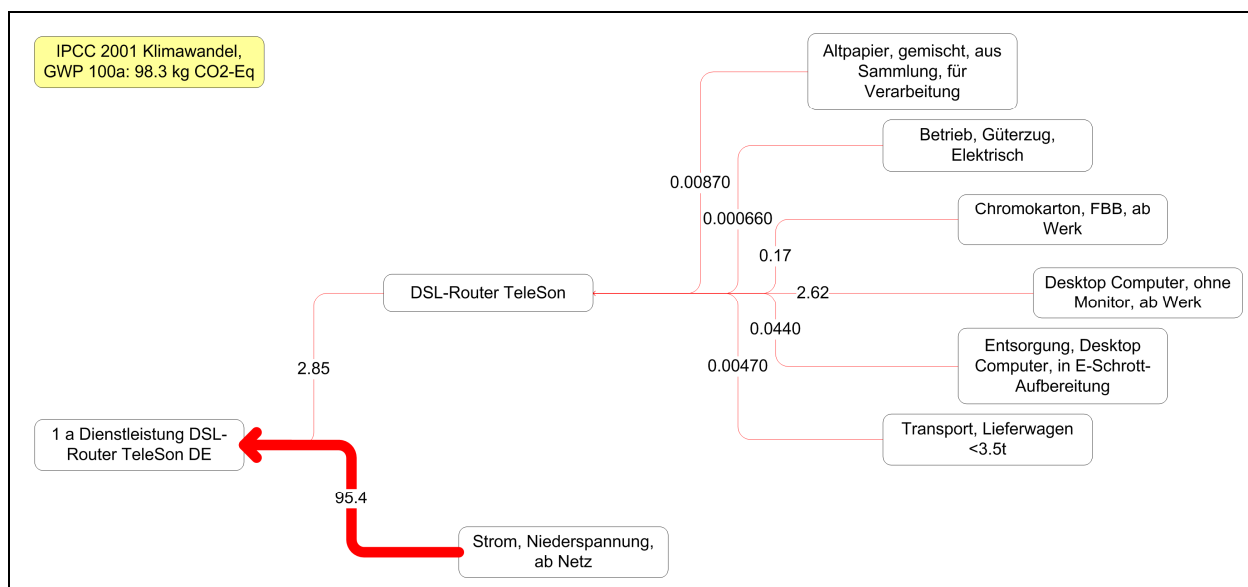 IPCC 2001 Klimawandel,
GWP 100a: 98.3 kg CO2-Eq
Altpapier, gemischt, aus
Sammlung, für
Verarbeitung
Betrieb, Güterzug,
Elektrisch
0.00870
0.000660
Chromokarton, FBB, ab
Werk
0.17
DSL-Router TeleSon
2.62
Desktop Computer, ohne
Monitor, ab Werk
0.0440
Entsorgung, Desktop
Computer, in E-Schrott-
Aufbereitung
0.00470
2.85
Transport, Lieferwagen
<3.5t
1 a Dienstleistung DSL-
Router TeleSon DE
95.4
Strom, Niederspannung,
ab Netz